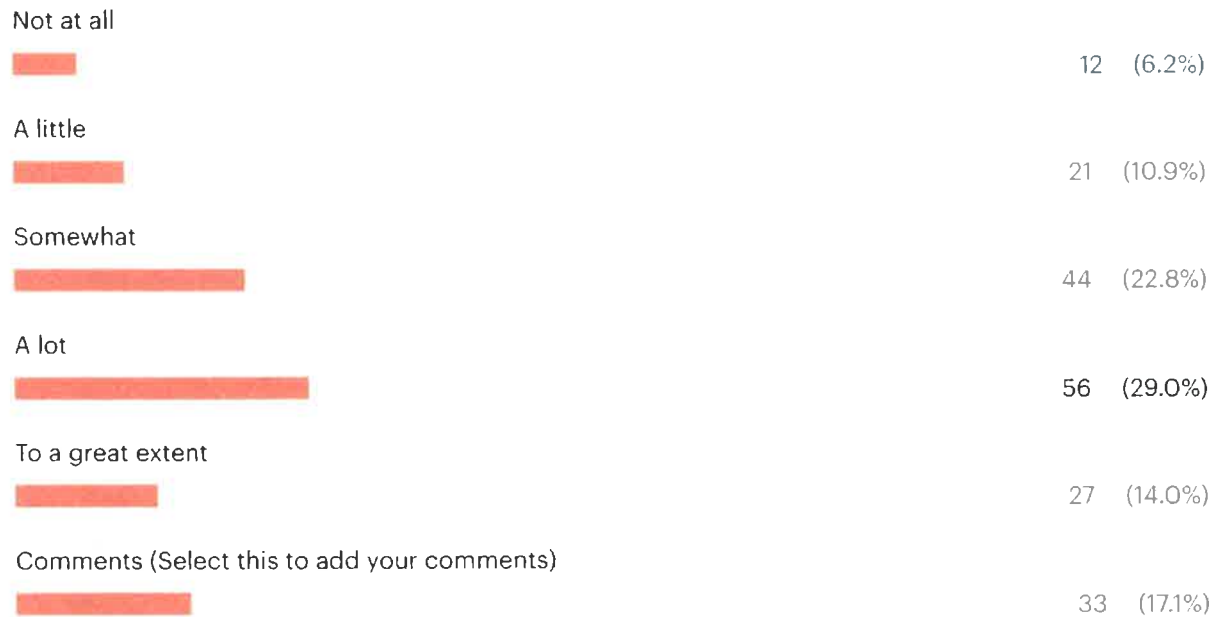 Not at all
12 (6.2%)
A little
21 (10.9%)
Somewhat
44 (22.8%)
A lot
56 (29.0%)
To a great extent
27 (14.0%)
Comments (Select this to add your comments)
33 (17.1%)